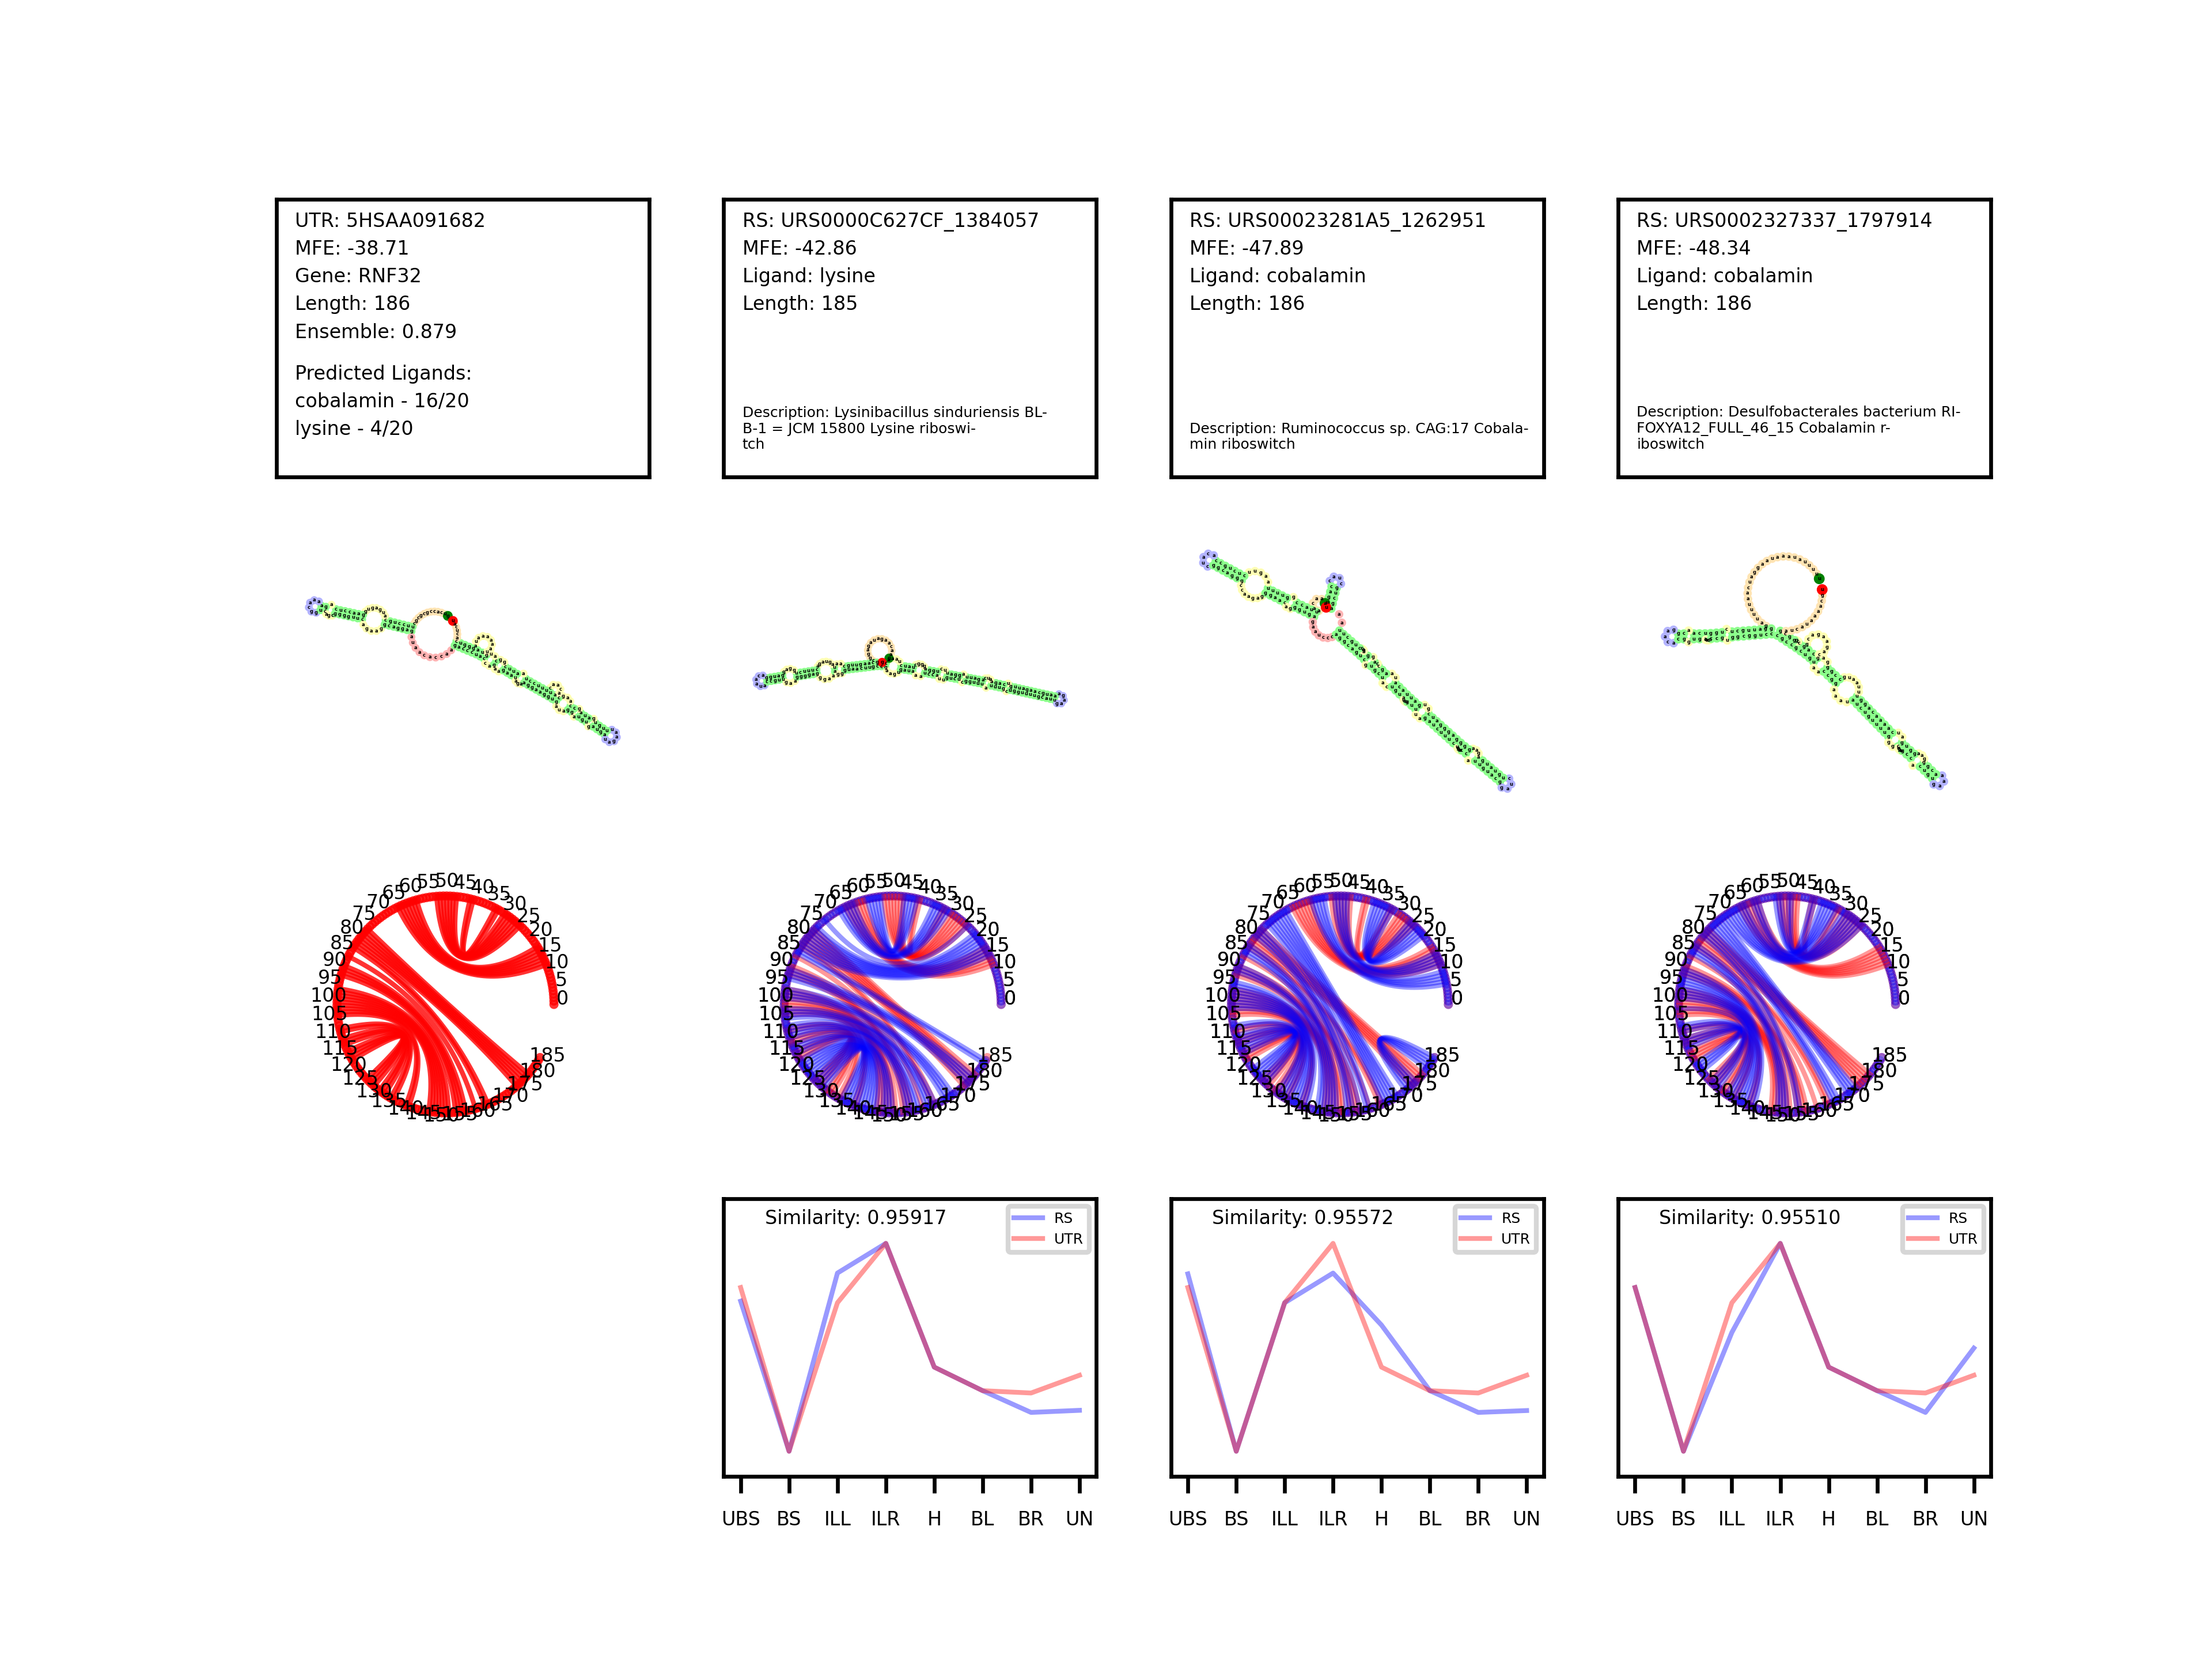 UTR: 5HSAA091682
MFE: -38.71
Gene: RNF32
Length: 186
Ensemble: 0.879
Predicted Ligands:
cobalamin - 16/20
lysine - 4/20
RS: URS0000C627CF_1384057
MFE: -42.86
Ligand: lysine
Length: 185
Description: Lysinibacillus sinduriensis BL-
B-1 = JCM 15800 Lysine riboswi-
tch
RS: URS00023281A5_1262951
MFE: -47.89
Ligand: cobalamin
Length: 186
Description: Ruminococcus sp. CAG:17 Cobala-
min riboswitch
RS: URS0002327337_1797914
MFE: -48.34
Ligand: cobalamin
Length: 186
Description: Desulfobacterales bacterium RI-
FOXYA12_FULL_46_15 Cobalamin r-
iboswitch
0 5 10 15 20 25 30 35 40 45 50 55 60 65 70 75 80 85 90 95 100 105 110 115 120 125 130 135 140 145 150 155 160 165 170 175 180 185
0 5 10 15 20 25 30 35 40 45 50 55 60 65 70 75 80 85 90 95 100 105 110 115 120 125 130 135 140 145 150 155 160 165 170 175 180 185
0 5 10 15 20 25 30 35 40 45 50 55 60 65 70 75 80 85 90 95 100 105 110 115 120 125 130 135 140 145 150 155 160 165 170 175 180 185
0 5 10 15 20 25 30 35 40 45 50 55 60 65 70 75 80 85 90 95 100 105 110 115 120 125 130 135 140 145 150 155 160 165 170 175 180 185
Similarity: 0.95917
RS
UTR
UBS BS ILL ILR H BL BR UN
Similarity: 0.95572
RS
UTR
UBS BS ILL ILR H BL BR UN
Similarity: 0.95510
RS
UTR
UBS BS ILL ILR H BL BR UN